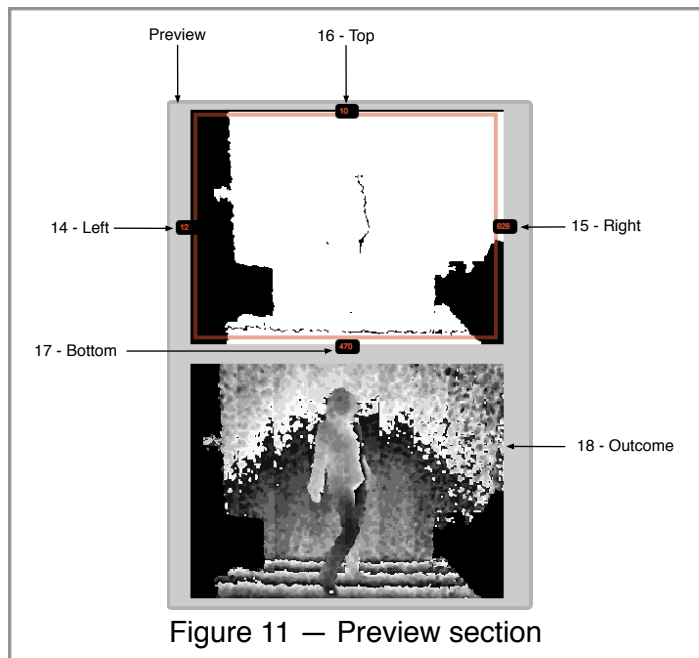 Preview
16 - Top
10
14 - Left
12
628
15 - Right
17 - Bottom
470
18 - Outcome
Figure 11 — Preview section